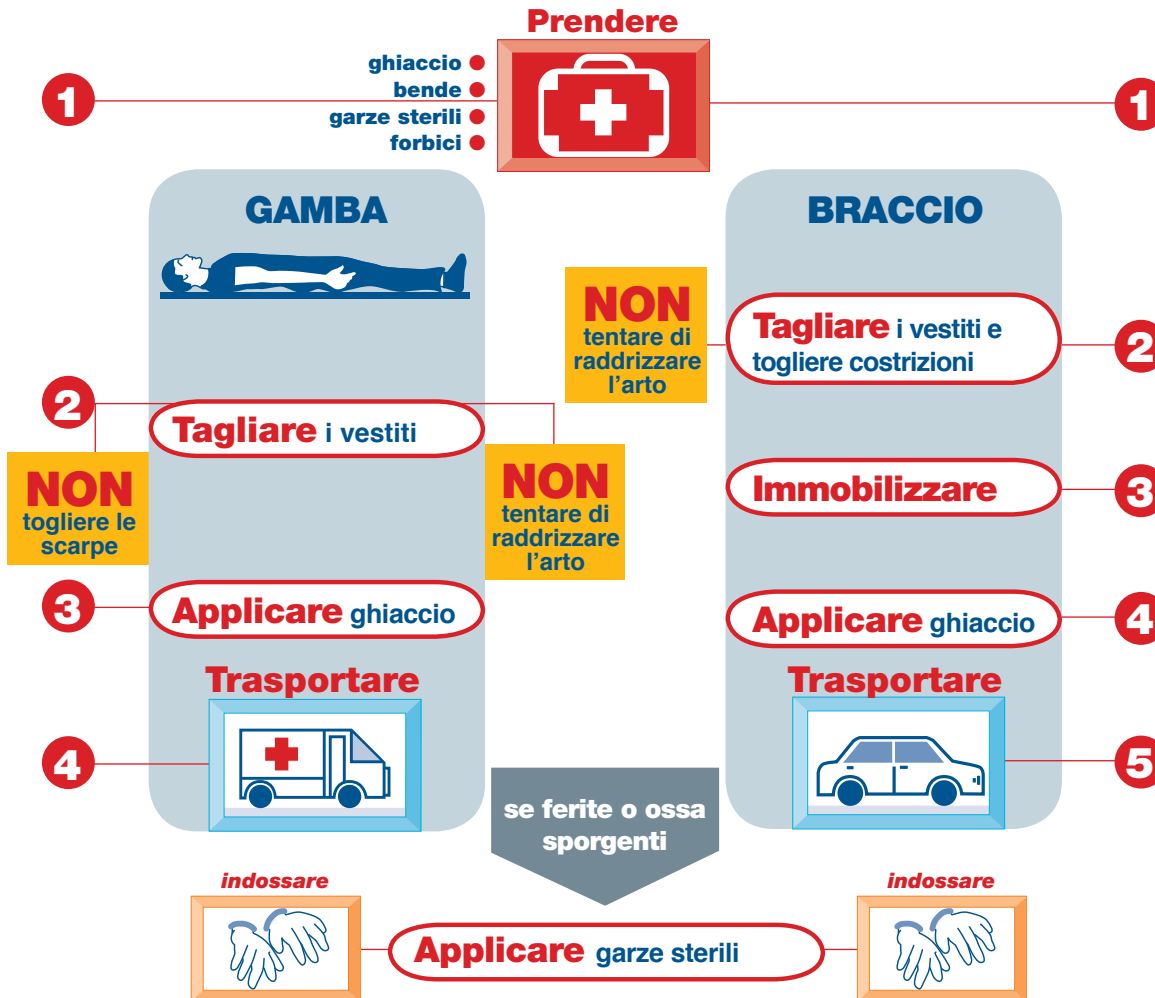 Prendere
ghiaccio
bende
garze sterili
forbici
1
1
GAMBA
2
Tagliare i vestiti
NON
togliere le
scarpe
NON
tentare di
raddrizzare
l'arto
3
Applicare ghiaccio
Trasportare
4
BRACCIO
NON
tentare di
raddrizzare
l'arto
Tagliare i vestiti e
togliere costrizioni
2
Immobilizzare
3
Applicare ghiaccio
4
Trasportare
5
se ferite o ossa
sporgenti
indossare
Applicare garze sterili
indossare